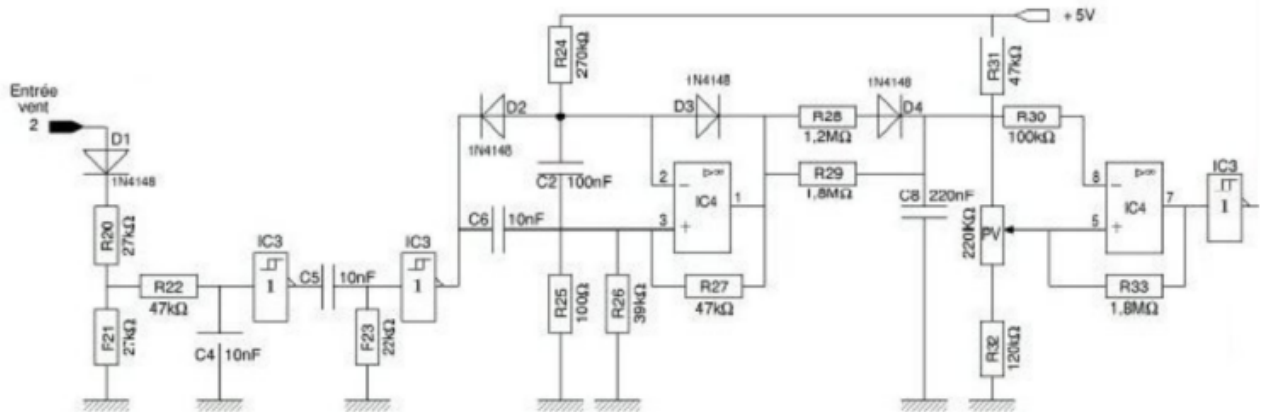 + 5V
R24
270kΩ
R31
47kΩ
Entrée
vent
2
D1
1N4148
D2
1N4148
1N4148
D3
R28
1,2MΩ
D4
R30
100kΩ
C2
100nF
2
−
▷∞
IC4
1
3
+
R29
1,8MΩ
C8
220nF
6
−
▷∞
IC4
7
5
+
IC3
1
R20
27kΩ
R22
47kΩ
C4
10nF
F21
27kΩ
IC3
1
C5
10nF
F23
22kΩ
IC3
1
C6
10nF
R25
100Ω
R26
39kΩ
R27
47kΩ
220KΩ
PV
R33
1,8MΩ
R32
120kΩ